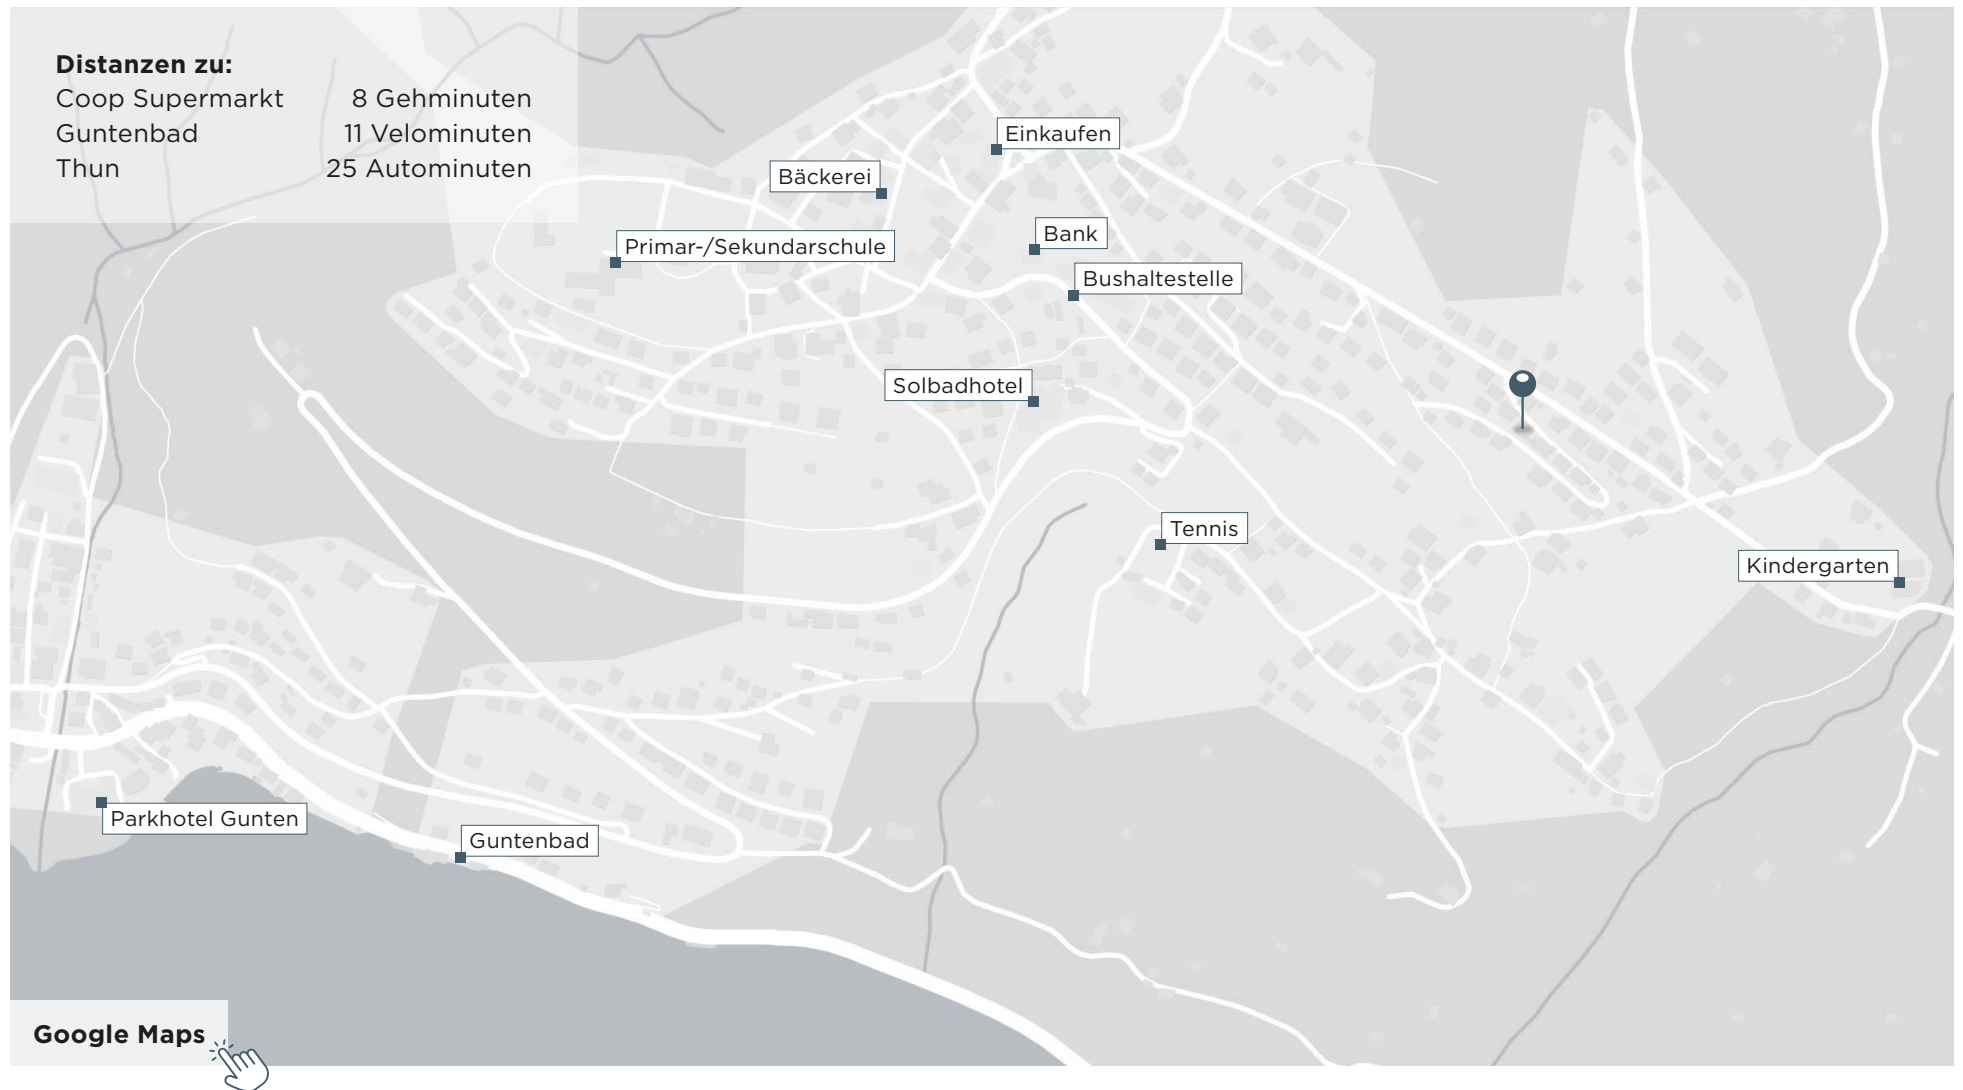 Distanzen zu:
Coop Supermarkt 8 Gehminuten
Guntenbad 11 Velominuten
Thun 25 Autominuten
Einkaufen
Bäckerei
Bank
Primar-/Sekundarschule
Bushaltestelle
Solbadhotel
Tennis
Kindergarten
Parkhotel Gunten
Guntenbad
Google Maps